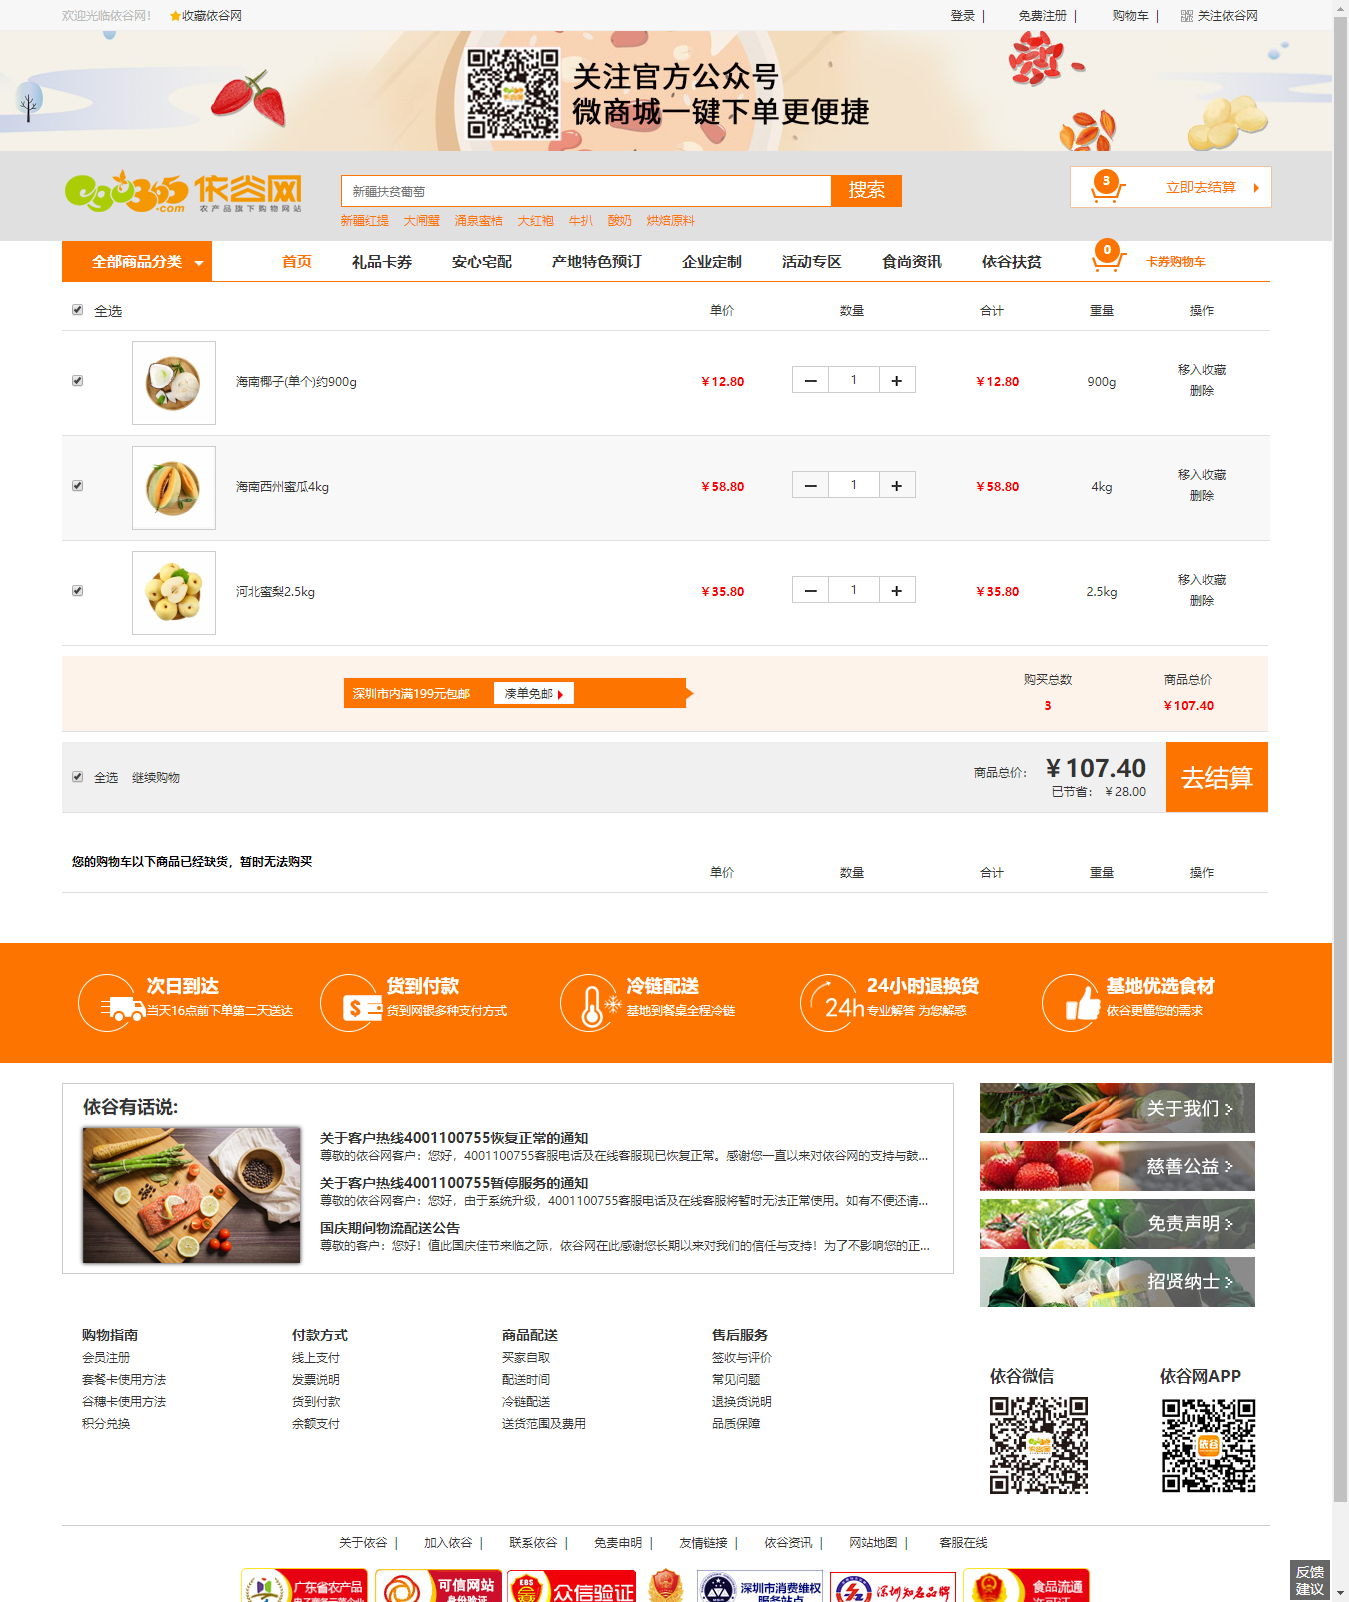 欢迎光临依谷网！ 收藏依谷网 登录 | 免费注册 | 购物车 | 关注依谷网
关注官方公众号
微商城一键下单更便捷
egu365.com 依谷网
农产品旗下购物网站
新疆扶贫葡萄 搜索
3 立即去结算
新疆红提 大闸蟹 涌泉蜜桔 大红袍 牛扒 酸奶 烘焙原料
全部商品分类 首页 礼品卡券 安心宅配 产地特色预订 企业定制 活动专区 食尚资讯 依谷扶贫 0 卡券购物车
全选 单价 数量 合计 重量 操作
海南椰子(单个)约900g ￥12.80 — 1 + ￥12.80 900g 移入收藏
删除
海南西州蜜瓜4kg ￥58.80 — 1 + ￥58.80 4kg 移入收藏
删除
河北蜜梨2.5kg ￥35.80 — 1 + ￥35.80 2.5kg 移入收藏
删除
深圳市内满199元包邮 凑单免邮 购买总数 商品总价
3 ￥107.40
全选 继续购物 商品总价： ￥107.40 去结算
已节省： ￥28.00
您的购物车以下商品已经缺货，暂时无法购买
单价 数量 合计 重量 操作
次日到达 货到付款 冷链配送 24小时退换货 基地优选食材
当天16点前下单第二天送达 $ 货到网银多种支付方式 基地到餐桌全程冷链 24h 专业解答 为您解惑 依谷更懂您的需求
依谷有话说:
关于客户热线4001100755恢复正常的通知
尊敬的依谷网客户：您好，4001100755客服电话及在线客服现已恢复正常。感谢您一直以来对依谷网的支持与鼓...
关于客户热线4001100755暂停服务的通知
尊敬的依谷网客户：您好，由于系统升级，4001100755客服电话及在线客服将暂时无法正常使用。如有不便还请...
国庆期间物流配送公告
尊敬的客户：您好！值此国庆佳节来临之际，依谷网在此感谢您长期以来对我们的信任与支持！为了不影响您的正...
关于我们
慈善公益
免责声明
招贤纳士
购物指南 付款方式 商品配送 售后服务
会员注册 线上支付 买家自取 签收与评价
套餐卡使用方法 发票说明 配送时间 常见问题
谷穗卡使用方法 货到付款 冷链配送 退换货说明
积分兑换 余额支付 送货范围及费用 品质保障
依谷微信 依谷网APP
依谷
关于依谷 | 加入依谷 | 联系依谷 | 免责申明 | 友情链接 | 依谷资讯 | 网站地图 | 客服在线
广东省农产品 可信网站 EBS 众信验证 深圳市消费维权 深圳知名品牌 食品流通
身份验证 服务站点 许可证
反馈
建议